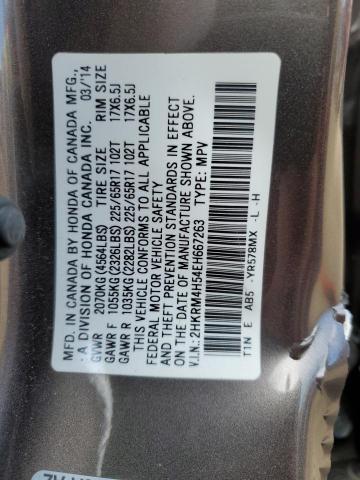 MFD. IN CANADA BY HONDA OF CANADA MFG.,
A DIVISION OF HONDA CANADA INC. 03/'14
GVWR 2070KG(4564LBS) TIRE SIZE RIM SIZE
GAWR F 1055KG(2326LBS) 225/65R17 102T 17X6.5J
GAWR R 1035KG(2282LBS) 225/65R17 102T 17X6.5J
THIS VEHICLE CONFORMS TO ALL APPLICABLE
FEDERAL MOTOR VEHICLE SAFETY
AND THEFT PREVENTION STANDARDS IN EFFECT
ON THE DATE OF MANUFACTURE SHOWN ABOVE.
V.I.N.: 2HKRM4H54EH667263 TYPE: MPV
T1N E ABS -YR578MX -L -H